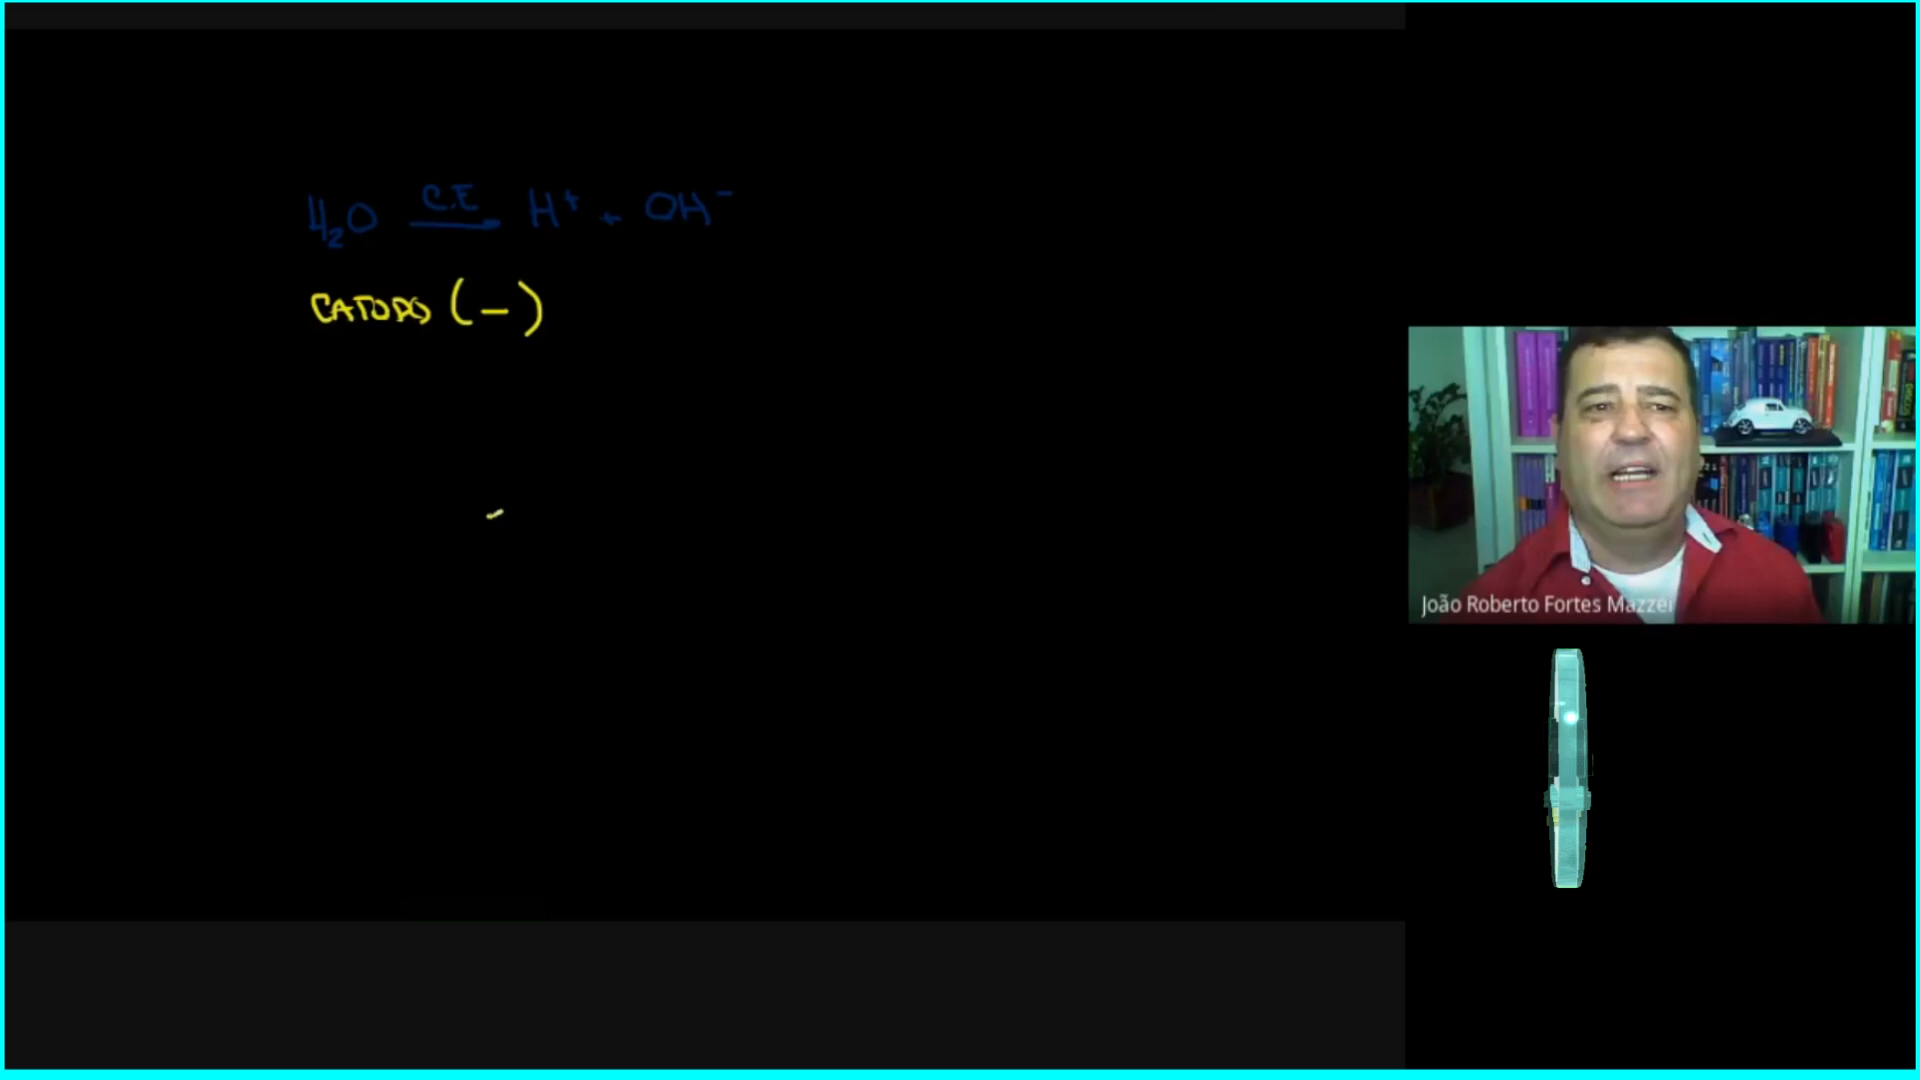 H₂O C.E → H⁺ + OH⁻
CATODO (-)
João Roberto Fortes Mazzei